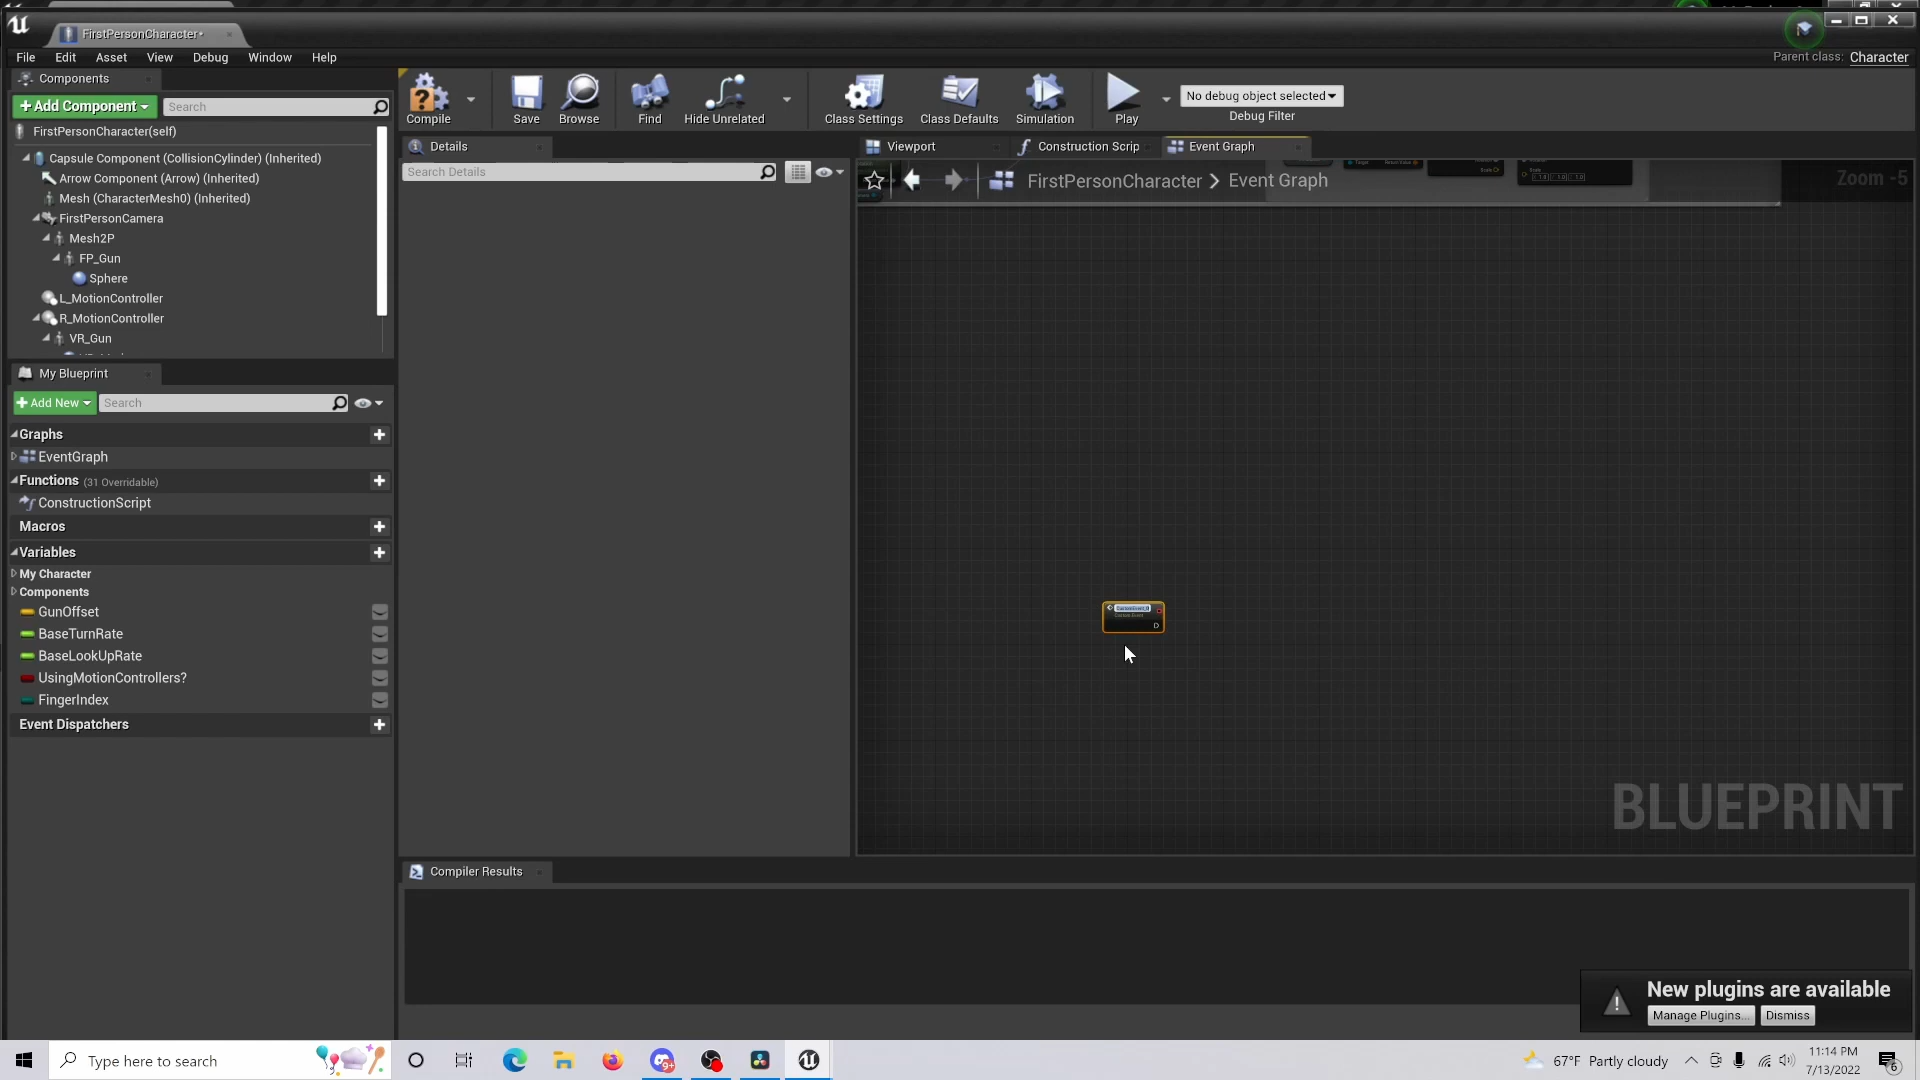 FirstPersonCharacter*
File Edit Asset View Debug Window Help
Parent class: Character
Components
+ Add Component
Search
FirstPersonCharacter(self)
Capsule Component (CollisionCylinder) (Inherited)
Arrow Component (Arrow) (Inherited)
Mesh (CharacterMesh0) (Inherited)
FirstPersonCamera
Mesh2P
FP_Gun
Sphere
L_MotionController
R_MotionController
VR_Gun
My Blueprint
+ Add New
Search
Graphs
EventGraph
Functions (31 Overridable)
ConstructionScript
Macros
Variables
My Character
Components
GunOffset
BaseTurnRate
BaseLookUpRate
UsingMotionControllers?
FingerIndex
Event Dispatchers
Compile
Save
Browse
Find
Hide Unrelated
Class Settings
Class Defaults
Simulation
Play
No debug object selected
Debug Filter
Details
Search Details
Viewport
Construction Scrip
Event Graph
FirstPersonCharacter > Event Graph
Zoom -5
CustomEvent_0
Custom Event
BLUEPRINT
Compiler Results
New plugins are available
Manage Plugins...
Dismiss
Type here to search
9+
67°F Partly cloudy
11:14 PM
7/13/2022
6